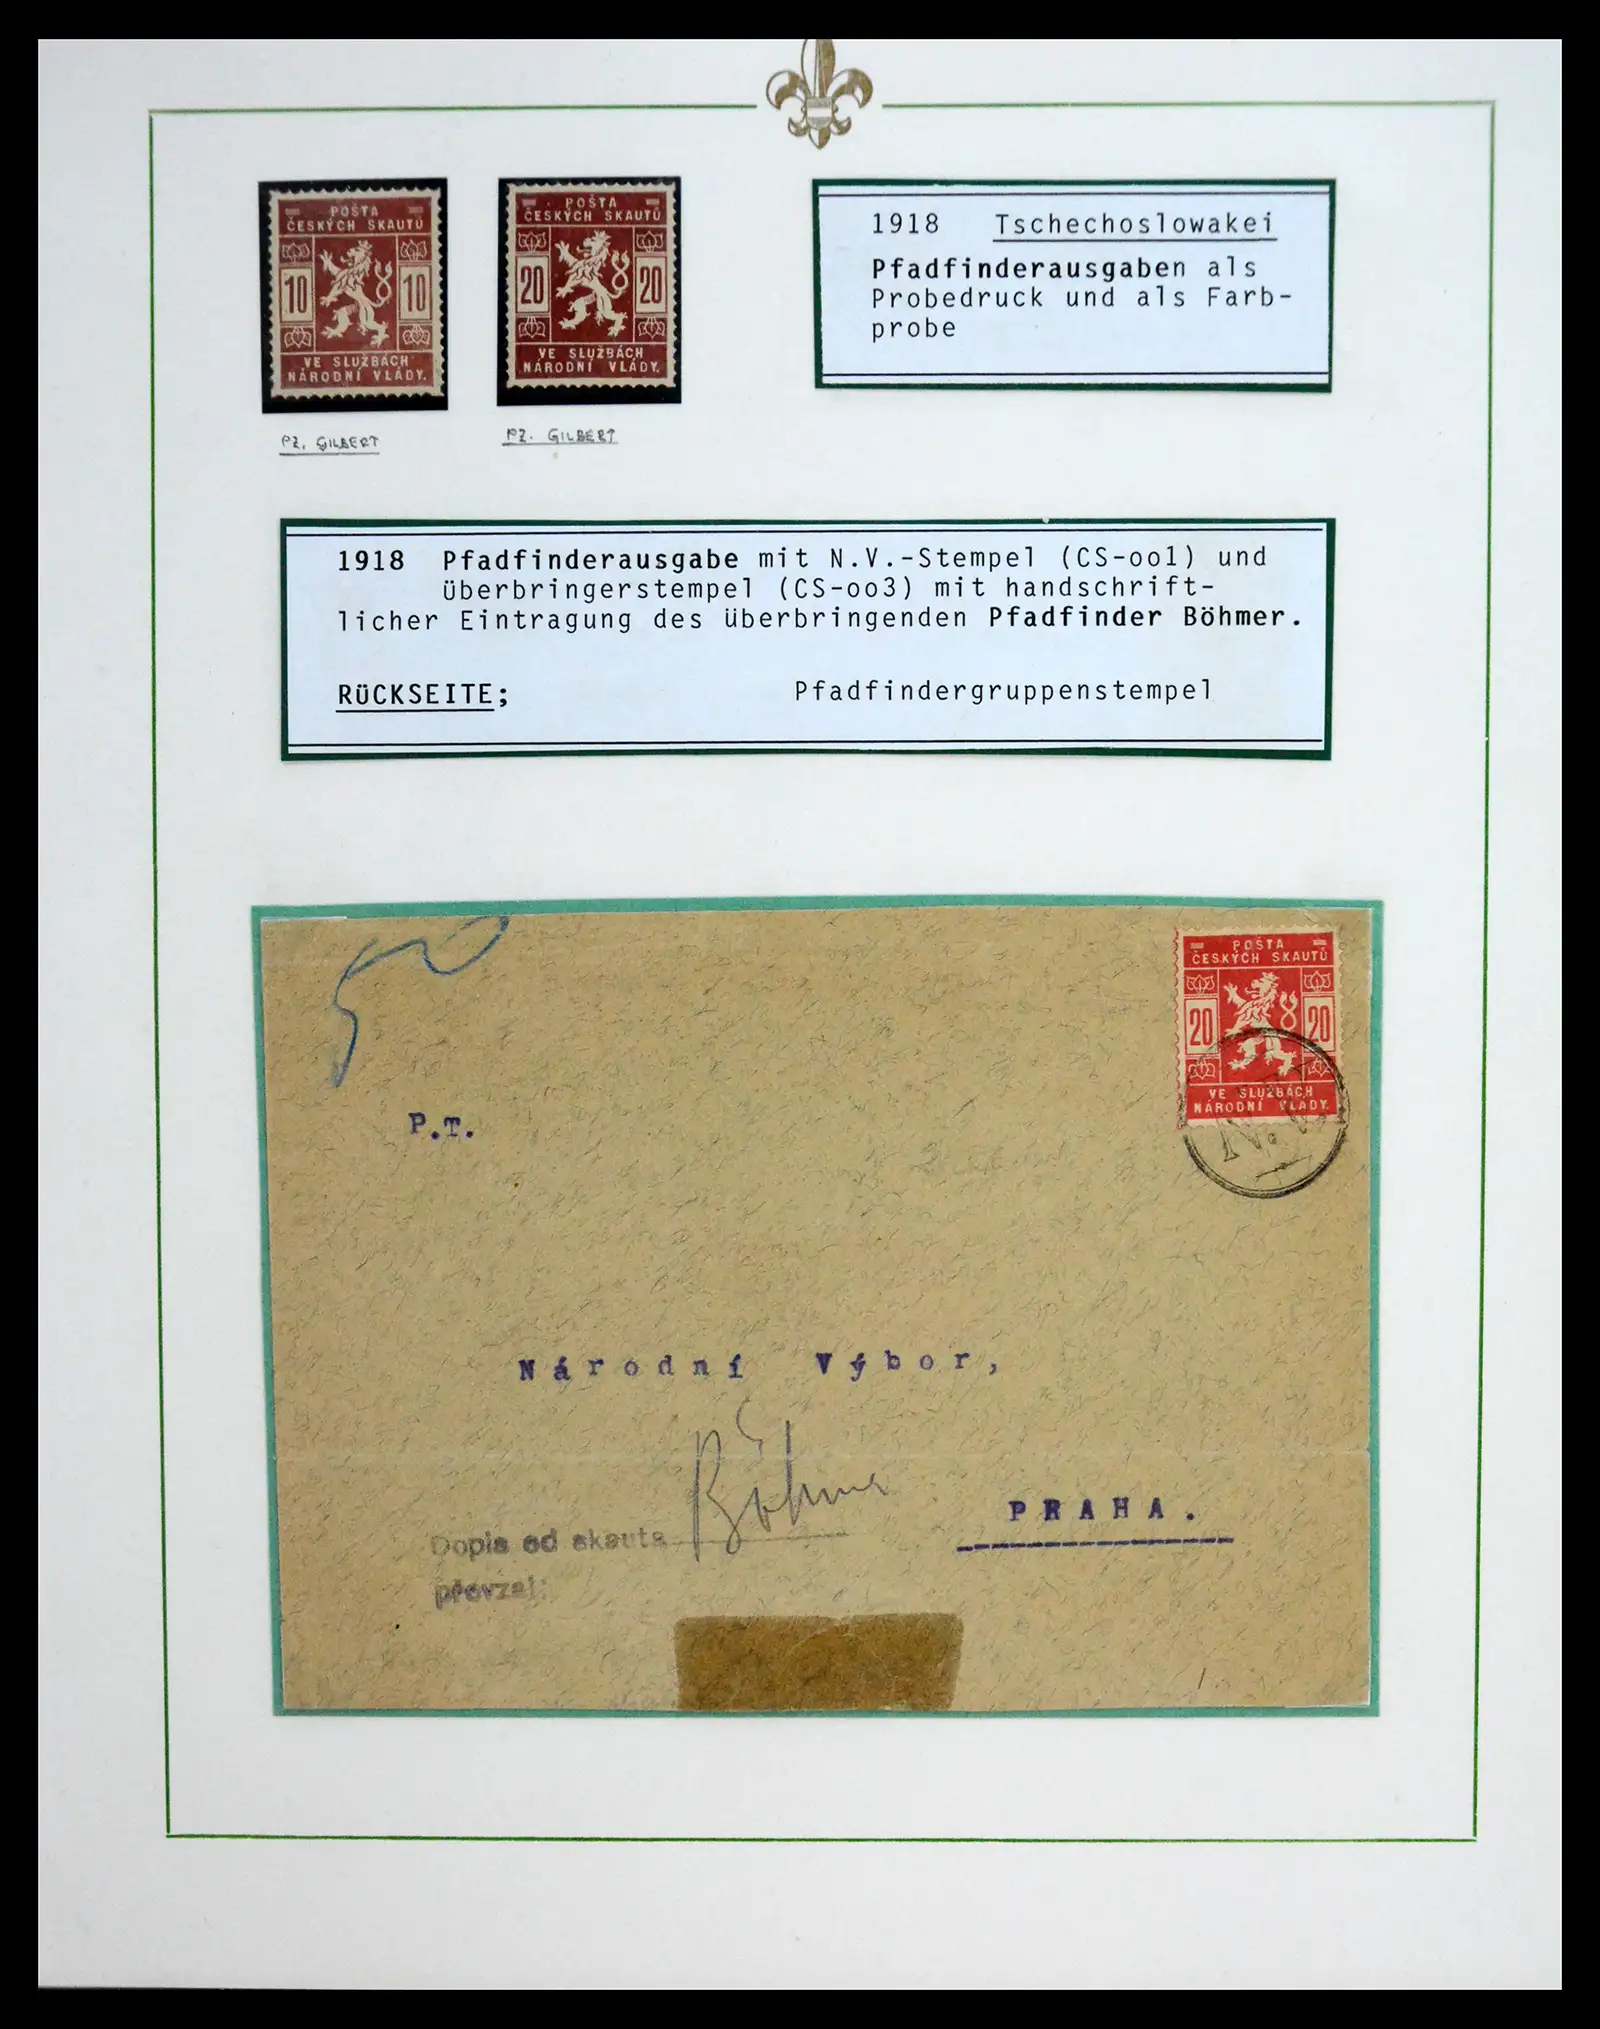 POŠTA
ČESKÝCH SKAUTŮ
10 10
VE SLUŽBÁCH
NÁRODNÍ VLÁDY.
PZ. GILBERT
POŠTA
ČESKÝCH SKAUTŮ
20 20
VE SLUŽBÁCH
NÁRODNÍ VLÁDY.
PZ. GILBERT
1918 Tschechoslowakei
Pfadfinderausgaben als
Probedruck und als Farb-
probe
1918 Pfadfinderausgabe mit N.V.-Stempel (CS-oo1) und
überbringerstempel (CS-oo3) mit handschrift-
licher Eintragung des überbringenden Pfadfinder Böhmer.
RÜCKSEITE; Pfadfindergruppenstempel
POŠTA
ČESKÝCH SKAUTŮ
20 20
VE SLUŽBÁCH
NÁRODNÍ VLÁDY.
N.V.
P.T.
Národní Výbor,
Böhmer
PRAHA.
Dopis od skauta
převzal: